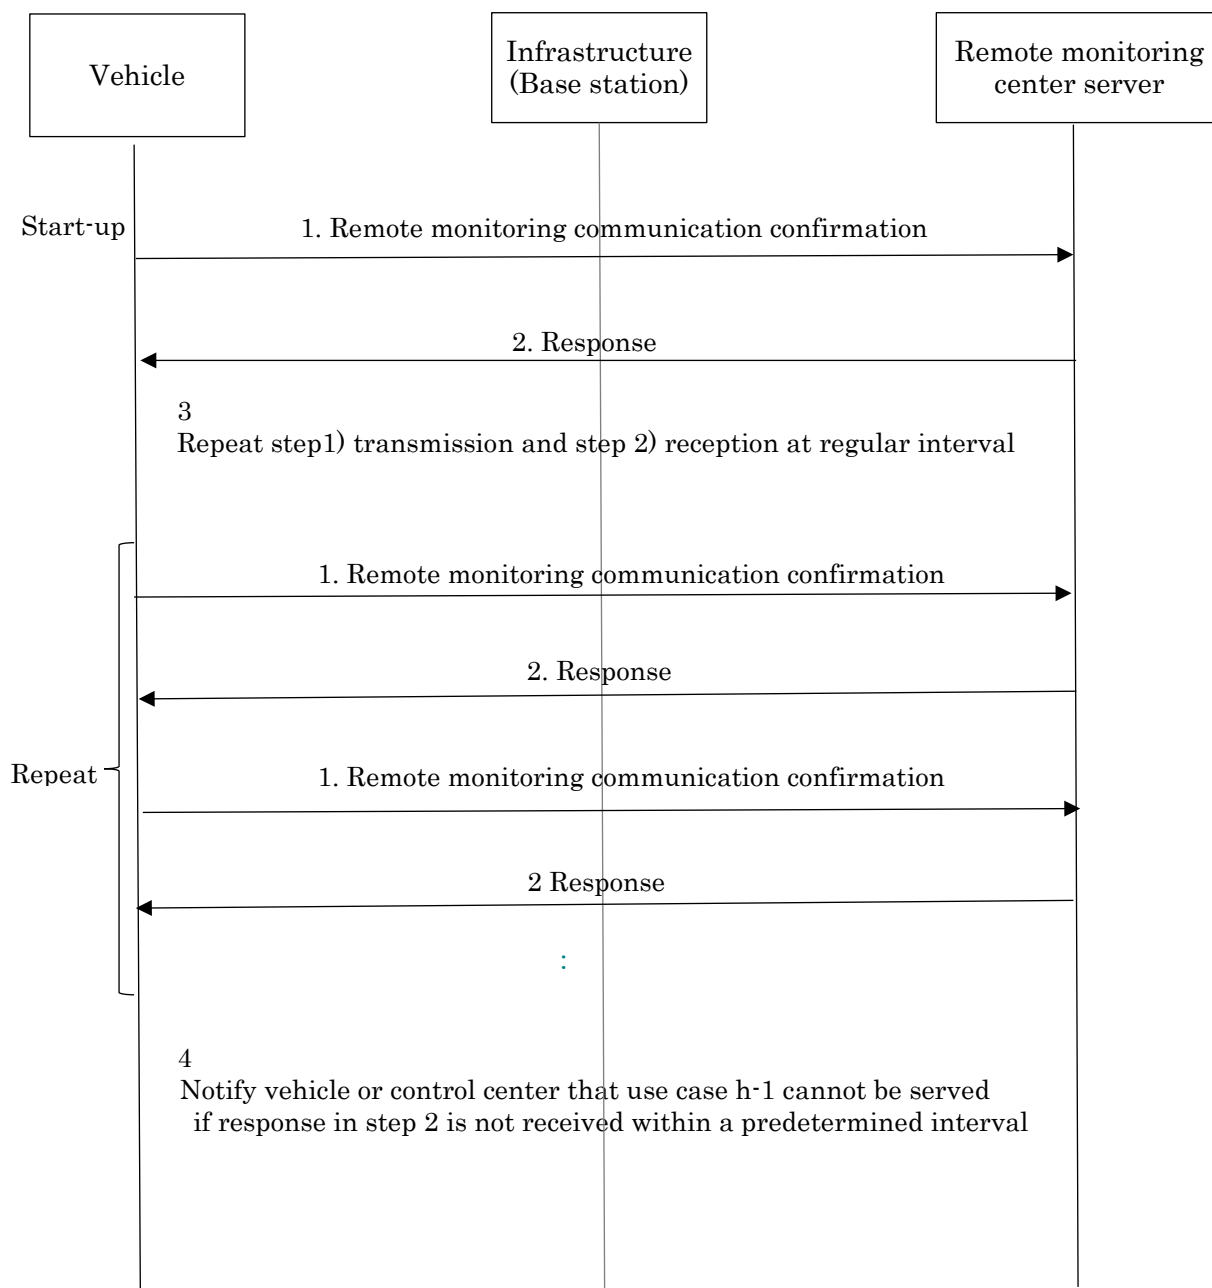 Vehicle
Infrastructure
(Base station)
Remote monitoring
center server
Start-up
1. Remote monitoring communication confirmation
2. Response
3
Repeat step1) transmission and step 2) reception at regular interval
1. Remote monitoring communication confirmation
2. Response
Repeat
1. Remote monitoring communication confirmation
2 Response
:
4
Notify vehicle or control center that use case h-1 cannot be served
if response in step 2 is not received within a predetermined interval